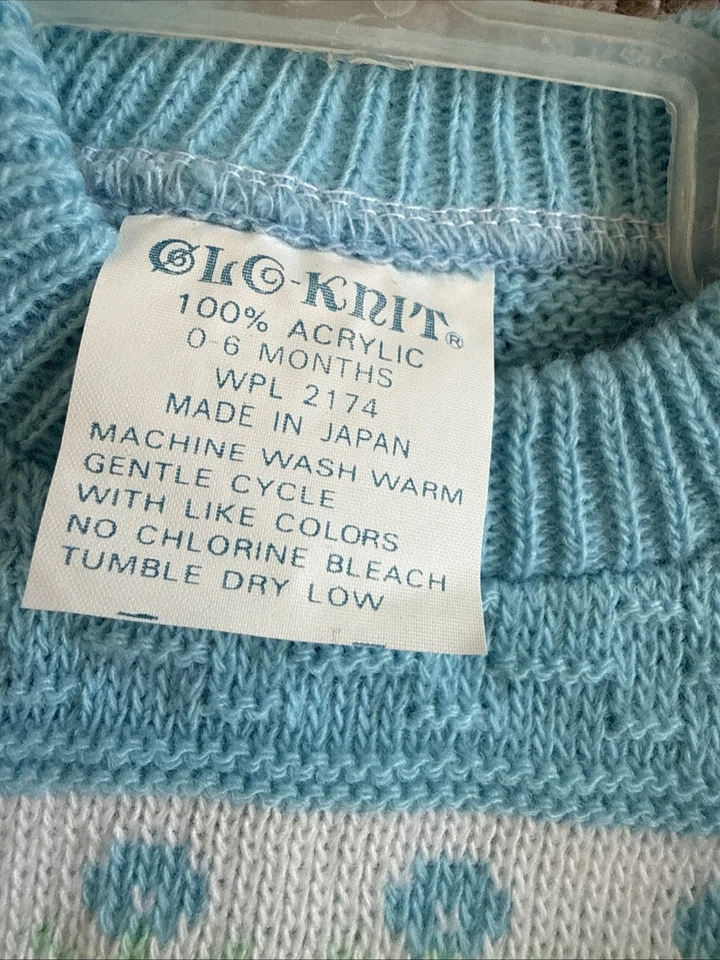 GLO-KNIT®
100% ACRYLIC
0-6 MONTHS
WPL 2174
MADE IN JAPAN
MACHINE WASH WARM
GENTLE CYCLE
WITH LIKE COLORS
NO CHLORINE BLEACH
TUMBLE DRY LOW